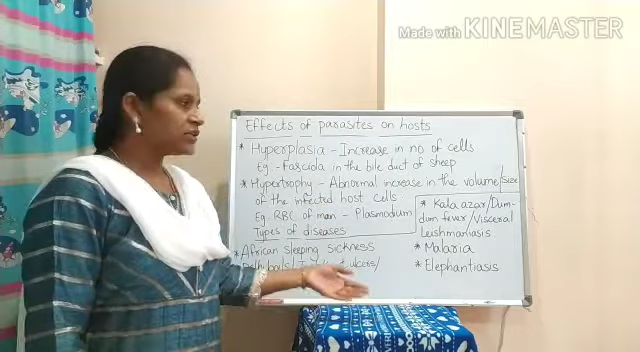 Made with KINEMASTER
Effects of parasites on hosts
* Hyperplasia - Increase in no of cells
Eg - Fasciola in the bile duct of sheep
* Hypertrophy - Abnormal increase in the volume/Size
of the infected host cells
Eg. RBC of man - Plasmodium
Types of diseases
* African Sleeping sickness
boils/ ulcers/
* Kala azar/Dum-
dum fever/Visceral
Leishmaniasis
* Malaria
* Elephantiasis